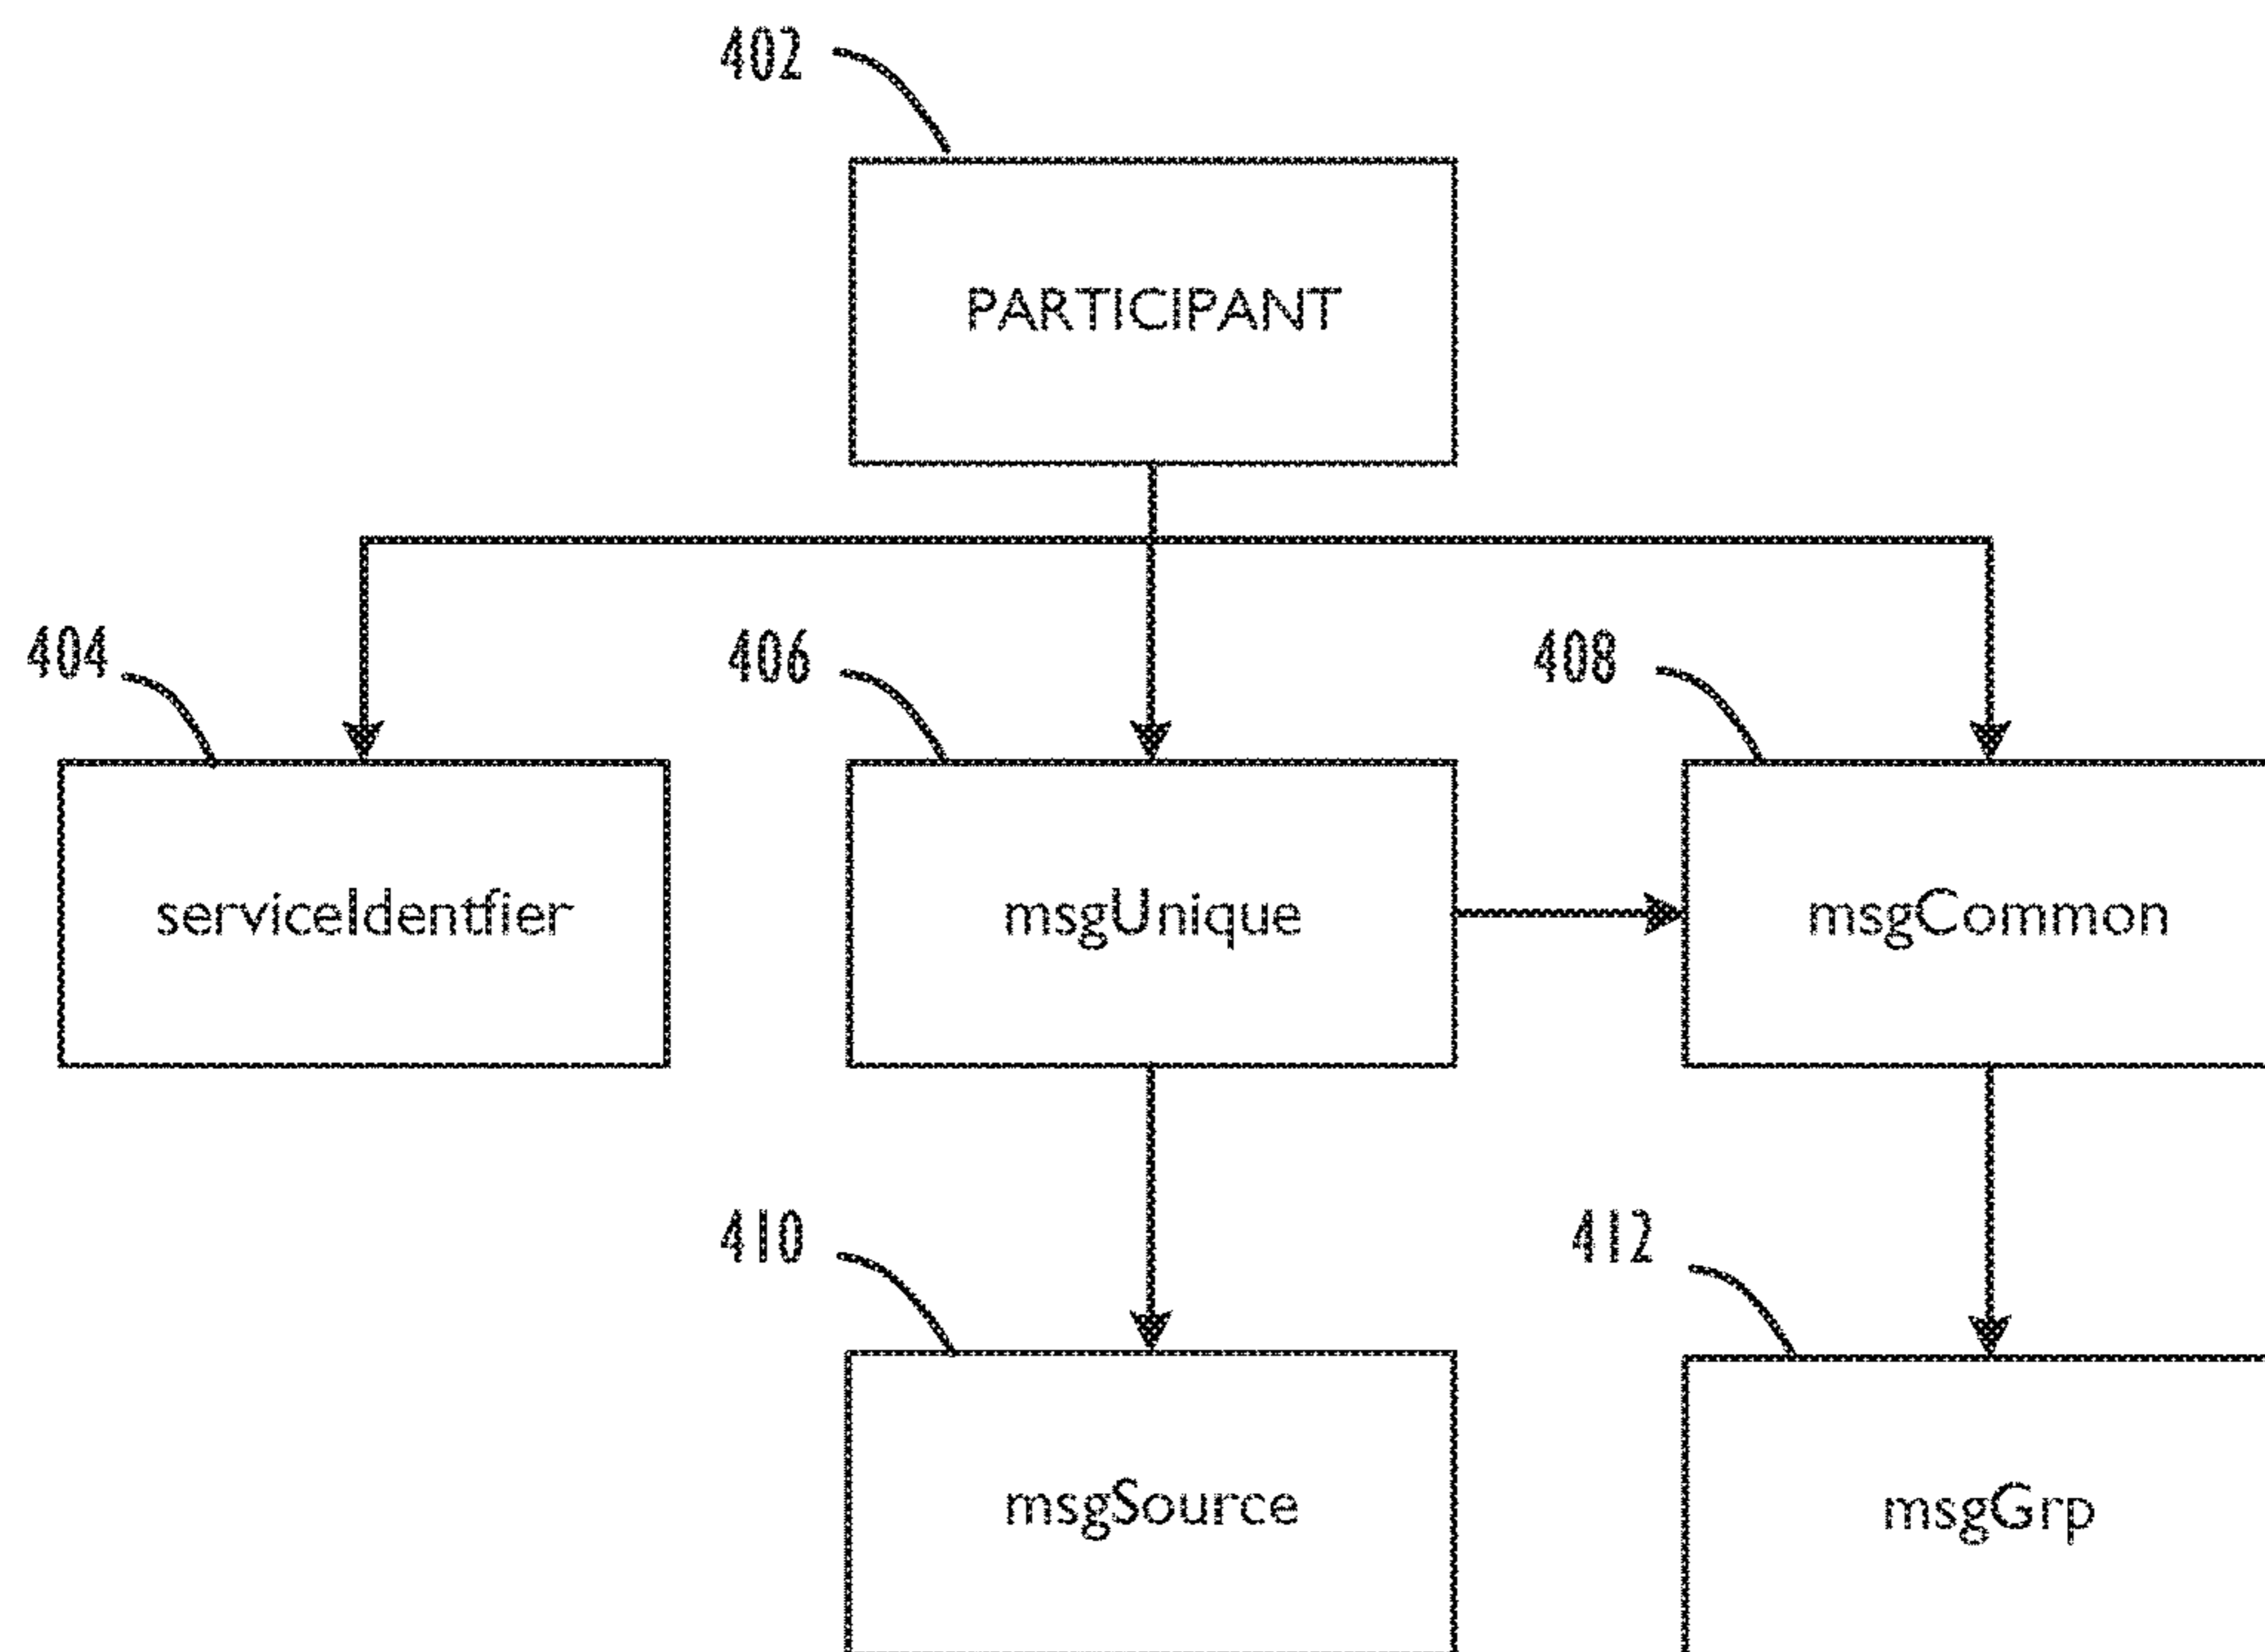 402
PARTICIPANT
404
406
408
serviceIdentfier
msgUnique
msgCommon
410
412
msgSource
msgGrp